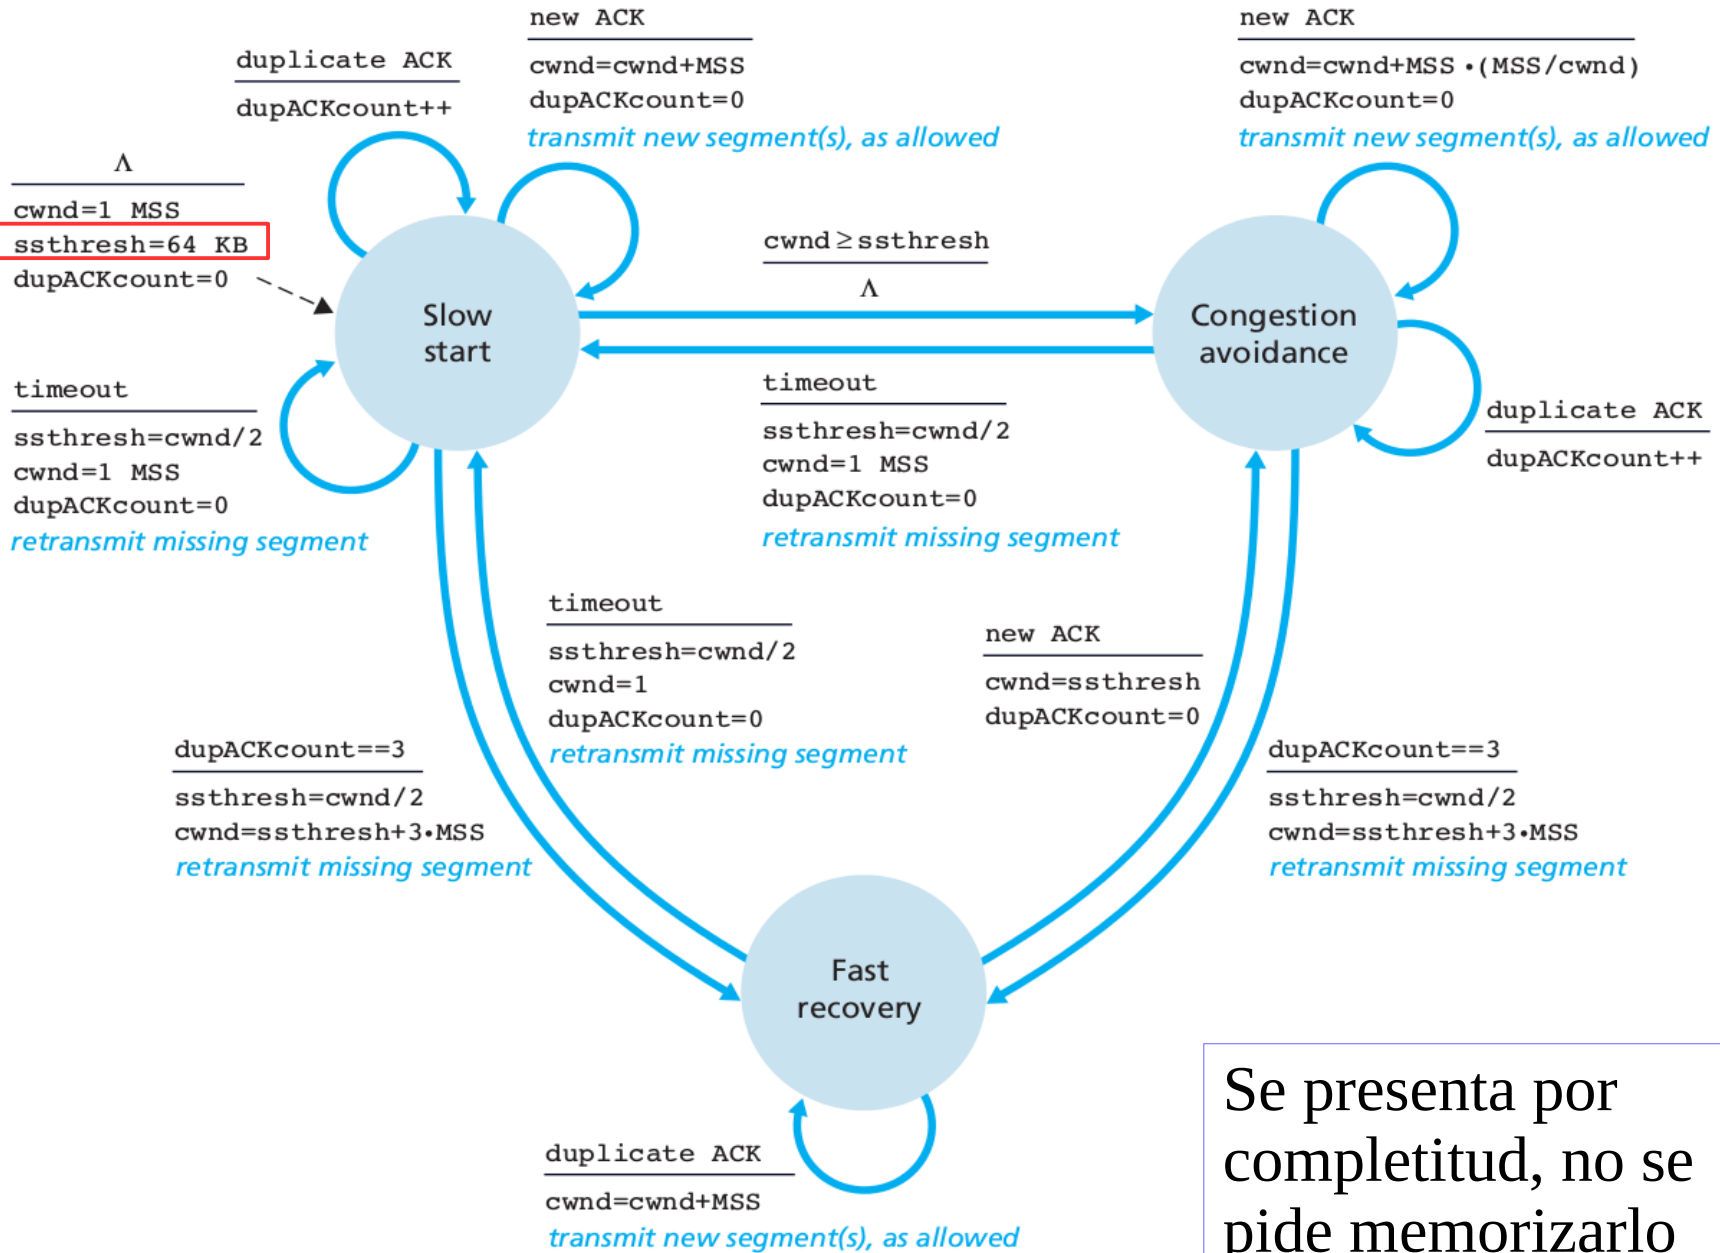 new ACK
cwnd=cwnd+MSS
dupACKcount=0
transmit new segment(s), as allowed
new ACK
cwnd=cwnd+MSS •(MSS/cwnd)
dupACKcount=0
transmit new segment(s), as allowed
duplicate ACK
dupACKcount++
Λ
cwnd=1 MSS
ssthresh=64 KB
dupACKcount=0
Slow
start
cwnd≥ssthresh
Λ
Congestion
avoidance
timeout
ssthresh=cwnd/2
cwnd=1 MSS
dupACKcount=0
retransmit missing segment
timeout
ssthresh=cwnd/2
cwnd=1 MSS
dupACKcount=0
retransmit missing segment
duplicate ACK
dupACKcount++
timeout
ssthresh=cwnd/2
cwnd=1
dupACKcount=0
retransmit missing segment
new ACK
cwnd=ssthresh
dupACKcount=0
dupACKcount==3
ssthresh=cwnd/2
cwnd=ssthresh+3•MSS
retransmit missing segment
dupACKcount==3
ssthresh=cwnd/2
cwnd=ssthresh+3•MSS
retransmit missing segment
Fast
recovery
duplicate ACK
cwnd=cwnd+MSS
transmit new segment(s), as allowed
Se presenta por
completitud, no se
pide memorizarlo